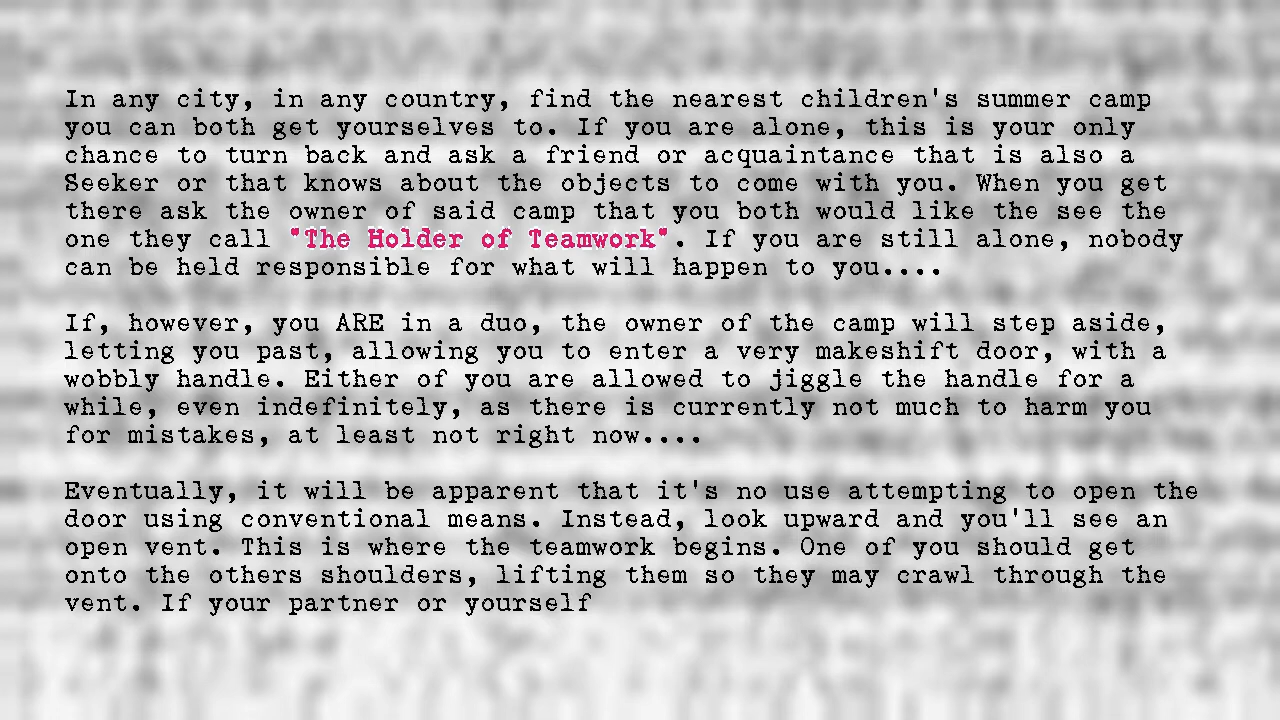 In any city, in any country, find the nearest children's summer camp
you can both get yourselves to. If you are alone, this is your only
chance to turn back and ask a friend or acquaintance that is also a
Seeker or that knows about the objects to come with you. When you get
there ask the owner of said camp that you both would like the see the
one they call "The Holder of Teamwork". If you are still alone, nobody
can be held responsible for what will happen to you....
If, however, you ARE in a duo, the owner of the camp will step aside,
letting you past, allowing you to enter a very makeshift door, with a
wobbly handle. Either of you are allowed to jiggle the handle for a
while, even indefinitely, as there is currently not much to harm you
for mistakes, at least not right now....
Eventually, it will be apparent that it's no use attempting to open the
door using conventional means. Instead, look upward and you'll see an
open vent. This is where the teamwork begins. One of you should get
onto the others shoulders, lifting them so they may crawl through the
vent. If your partner or yourself